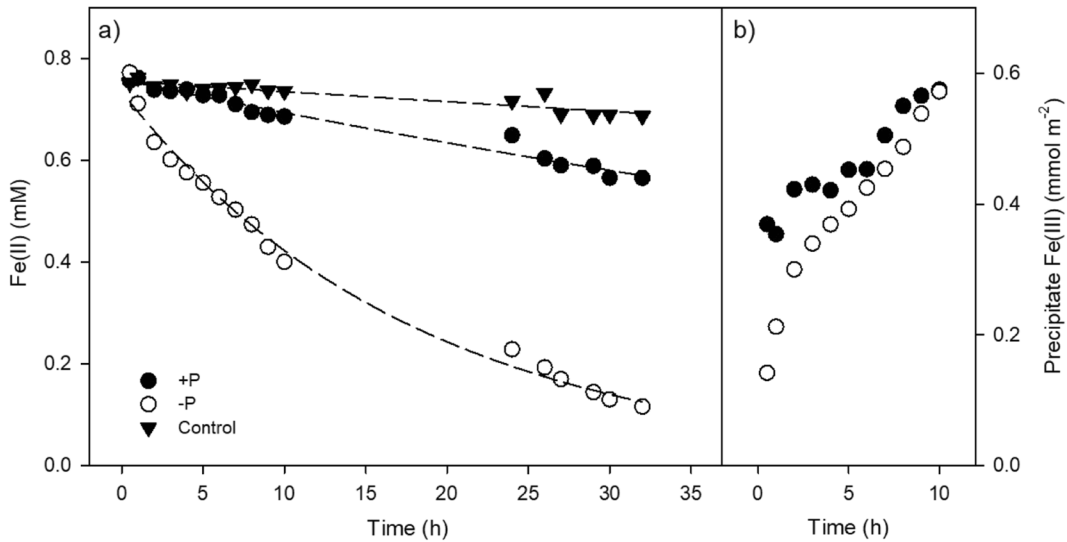 a)
b)
0.8
0.6
0.4
0.2
0.0
Fe(II) (mM)
+P
-P
Control
0 5 10 15 20 25 30 35
Time (h)
0 5 10
Time (h)
0.6
0.4
0.2
0.0
Precipitate Fe(III) (mmol m⁻²)